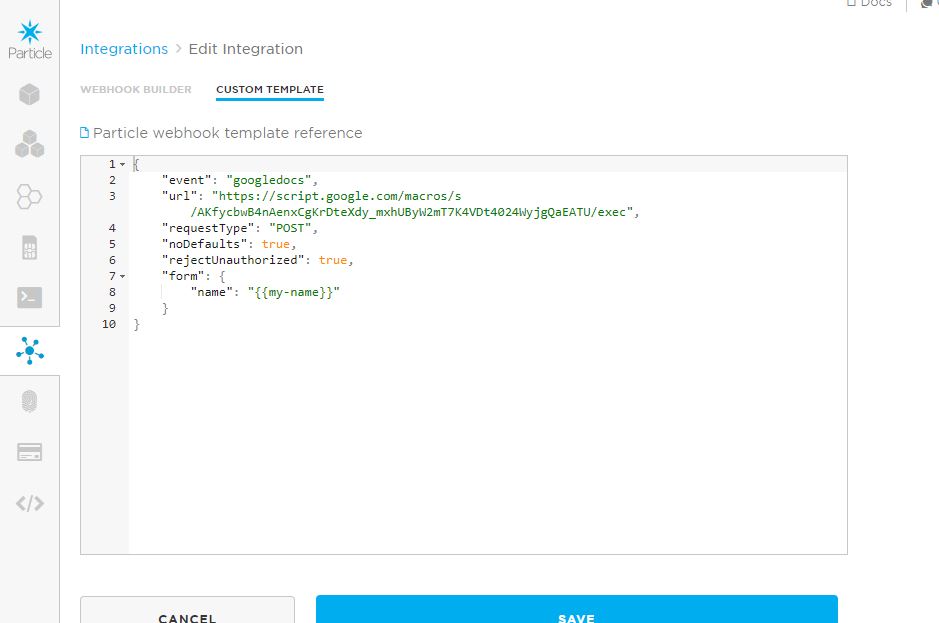 Docs
Particle
Integrations > Edit Integration
WEBHOOK BUILDER CUSTOM TEMPLATE
Particle webhook template reference
1 {
2 "event": "googledocs",
3 "url": "https://script.google.com/macros/s
/AKfycbwB4nAenxCgKrDteXdy_mxhUByW2mT7K4VDt4024WyjgQaEATU/exec",
4 "requestType": "POST",
5 "noDefaults": true,
6 "rejectUnauthorized": true,
7 "form": {
8 "name": "{{my-name}}"
9 }
10 }
CANCEL SAVE